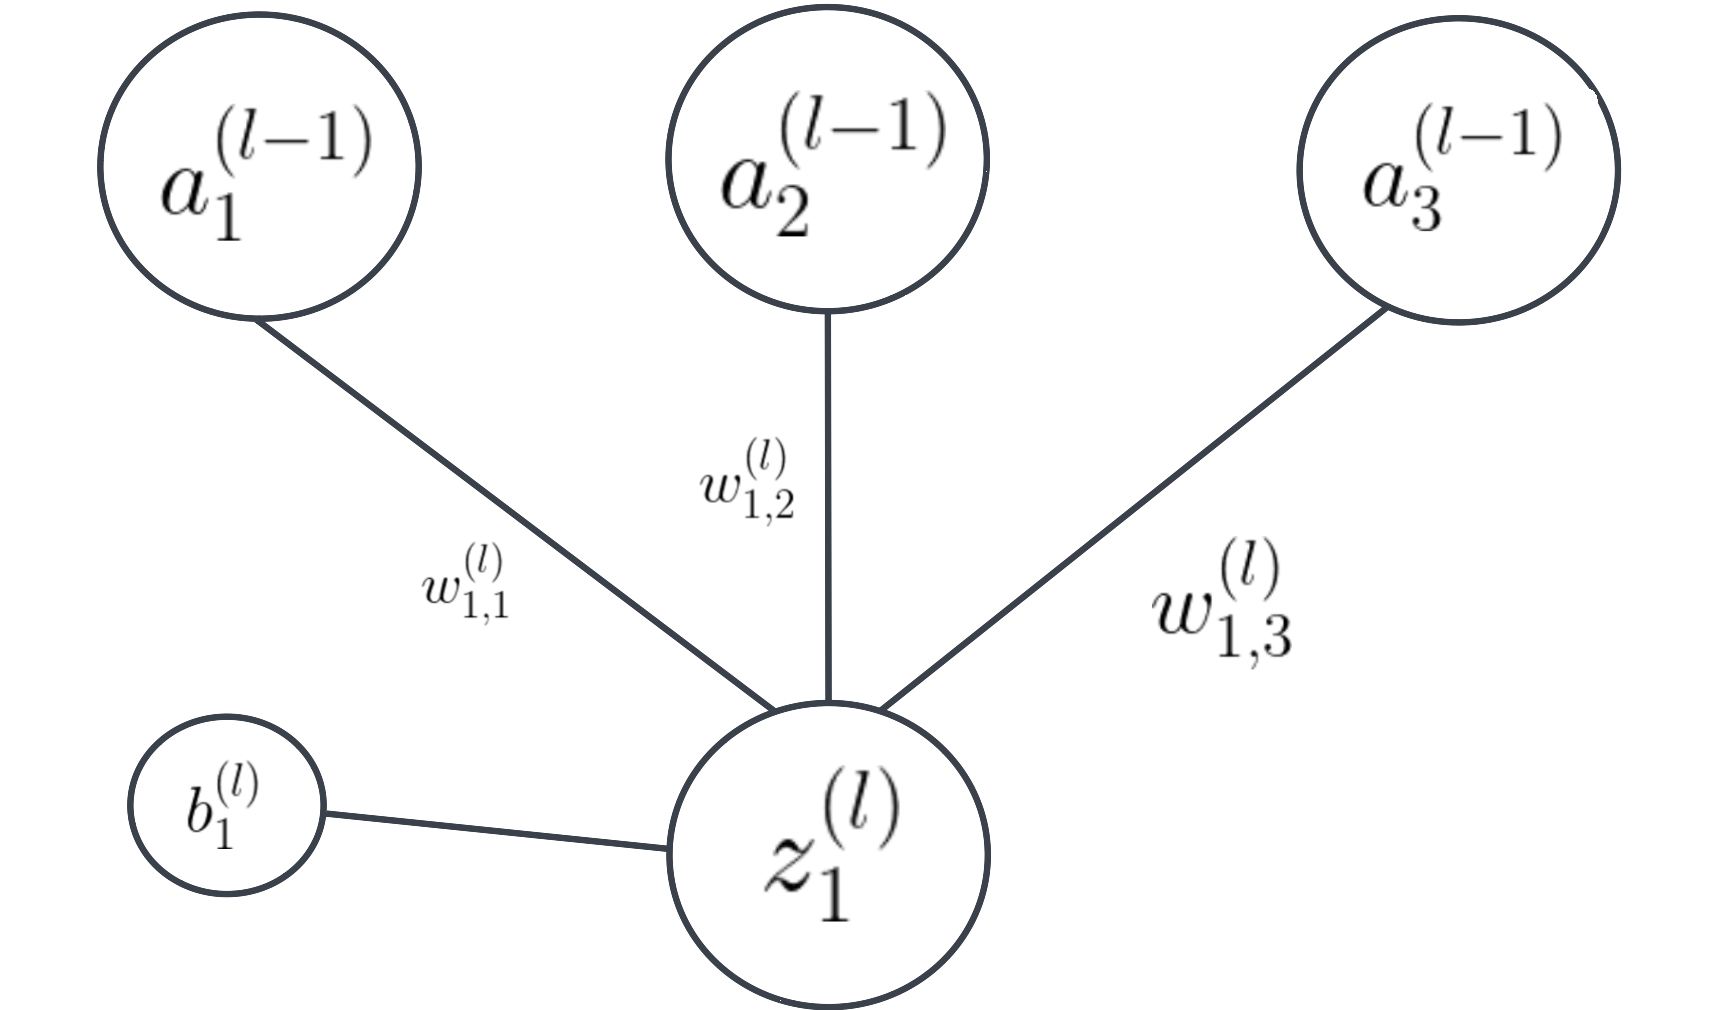 a_1^{(l-1)} a_2^{(l-1)} a_3^{(l-1)}
w_{1,2}^{(l)}
w_{1,1}^{(l)} w_{1,3}^{(l)}
b_1^{(l)} z_1^{(l)}